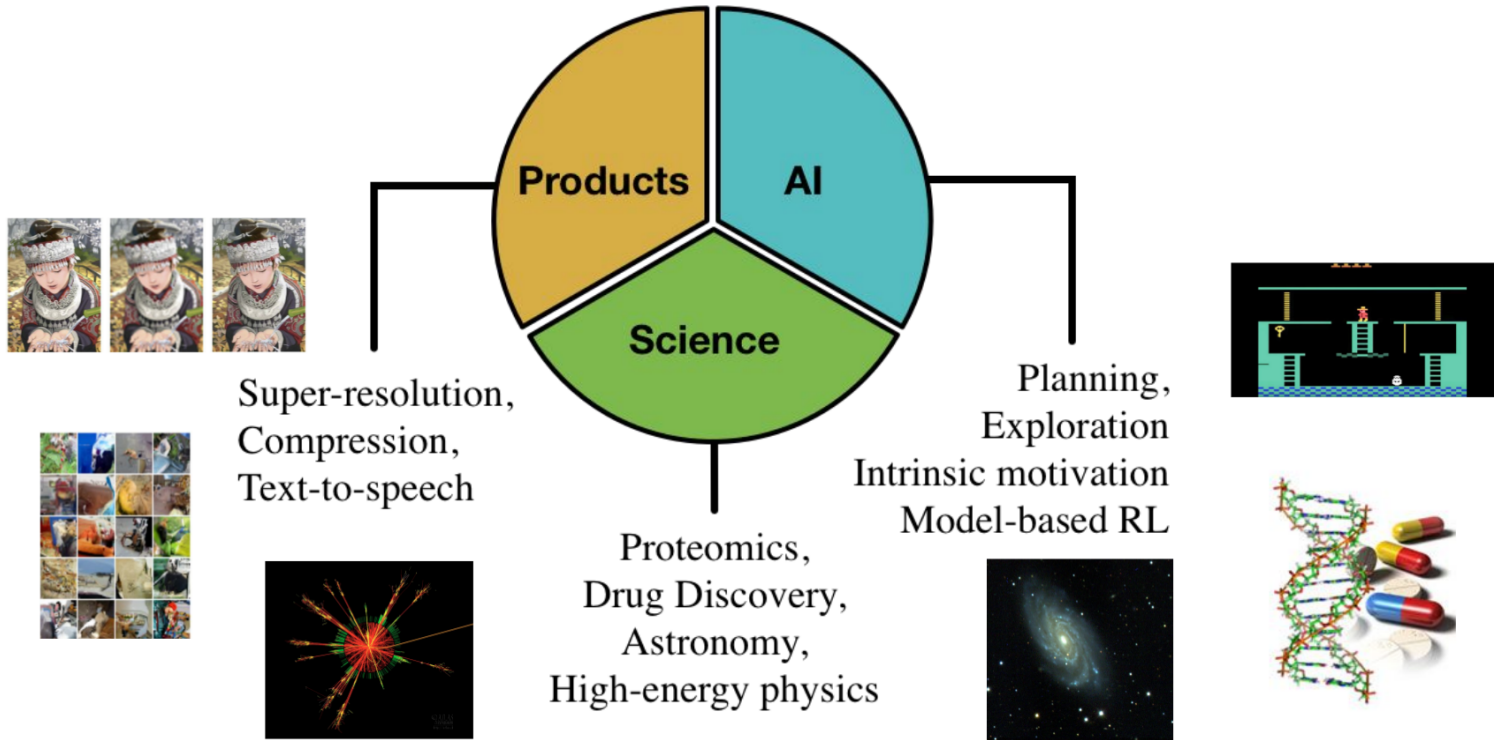 Products
AI
Science
Super-resolution,
Compression,
Text-to-speech
Planning,
Exploration
Intrinsic motivation
Model-based RL
Proteomics,
Drug Discovery,
Astronomy,
High-energy physics